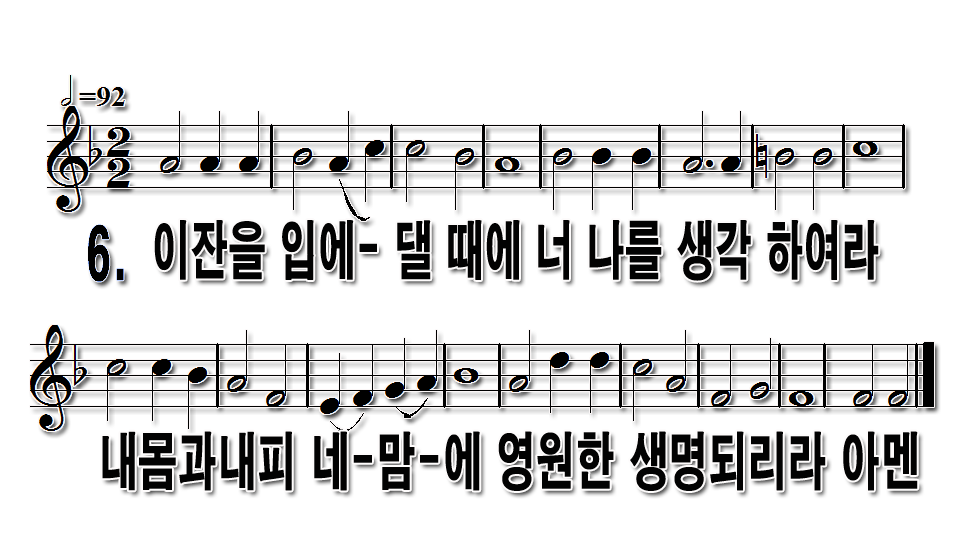 =92
2
2
6. 이잔을 입에- 댈 때에 너 나를 생각 하여라
내몸과내피 네-맘-에 영원한 생명되리라 아멘